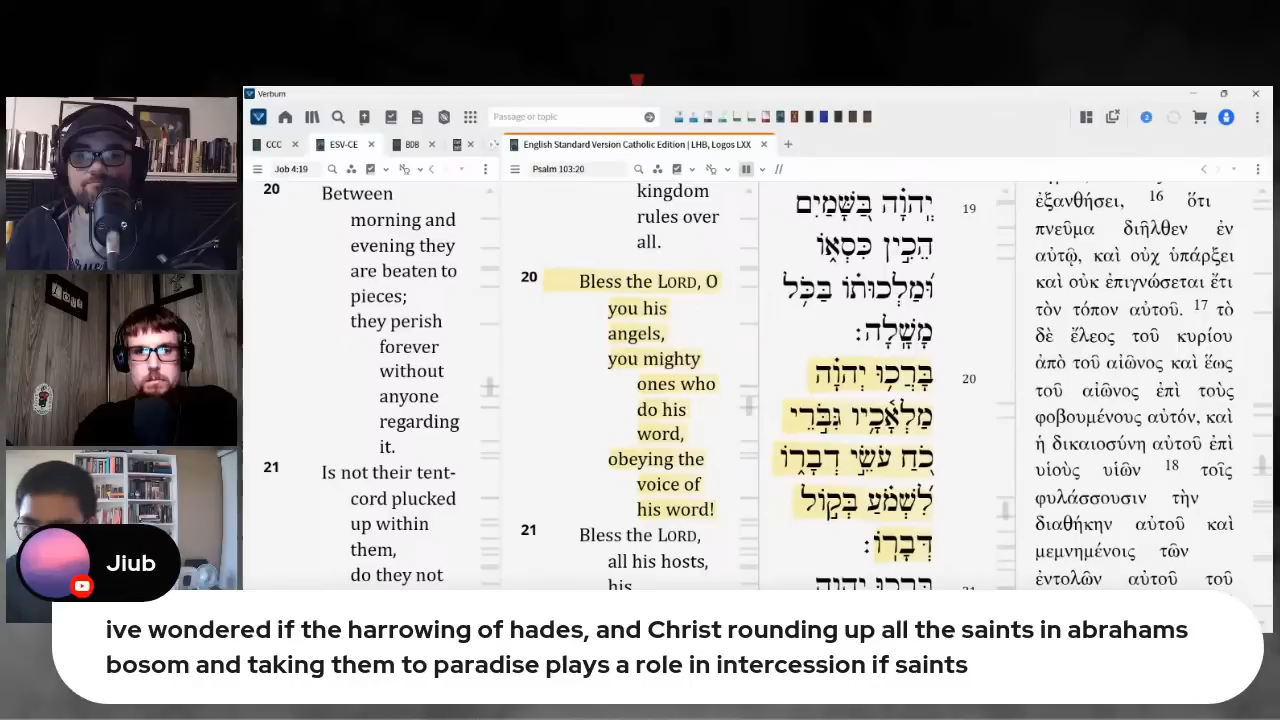 Verbum
Passage or topic
CCC
ESV-CE
BDB
English Standard Version Catholic Edition | LHB, Logos LXX
Job 4:19
Psalm 103:20
20 Between
morning and
evening they
are beaten to
pieces;
they perish
forever
without
anyone
regarding
it.
21 Is not their tent-
cord plucked
up within
them,
do they not
kingdom
rules over
all.
20 Bless the LORD, O
you his
angels,
you mighty
ones who
do his
word,
obeying the
voice of
his word!
21 Bless the LORD,
all his hosts,
his
יְֽהוָ֗ה בַּ֭שָּׁמַיִם 19
הֵכִ֣ין כִּסְא֑וֹ
וּ֝מַלְכוּת֗וֹ בַּכֹּ֥ל
מָשָֽׁלָה׃
בָּרֲכ֥וּ יְהוָ֗ה 20
מַלְאָ֫כָ֥יו גִּבֹּ֣רֵי
כֹ֭חַ עֹשֵׂ֣י דְבָר֑וֹ
לִ֝שְׁמֹ֗עַ בְּק֣וֹל
דְּבָרֽוֹ׃
ἐξανθήσει, 16 ὅτι
πνεῦμα διῆλθεν ἐν
αὐτῷ, καὶ οὐχ ὑπάρξει
καὶ οὐκ ἐπιγνώσεται ἔτι
τὸν τόπον αὐτοῦ. 17 τὸ
δὲ ἔλεος τοῦ κυρίου
ἀπὸ τοῦ αἰῶνος καὶ ἕως
τοῦ αἰῶνος ἐπὶ τοὺς
φοβουμένους αὐτόν, καὶ
ἡ δικαιοσύνη αὐτοῦ ἐπὶ
υἱοὺς υἱῶν 18 τοῖς
φυλάσσουσιν τὴν
διαθήκην αὐτοῦ καὶ
μεμνημένοις τῶν
ἐντολῶν αὐτοῦ τοῦ
Jiub
ive wondered if the harrowing of hades, and Christ rounding up all the saints in abrahams
bosom and taking them to paradise plays a role in intercession if saints